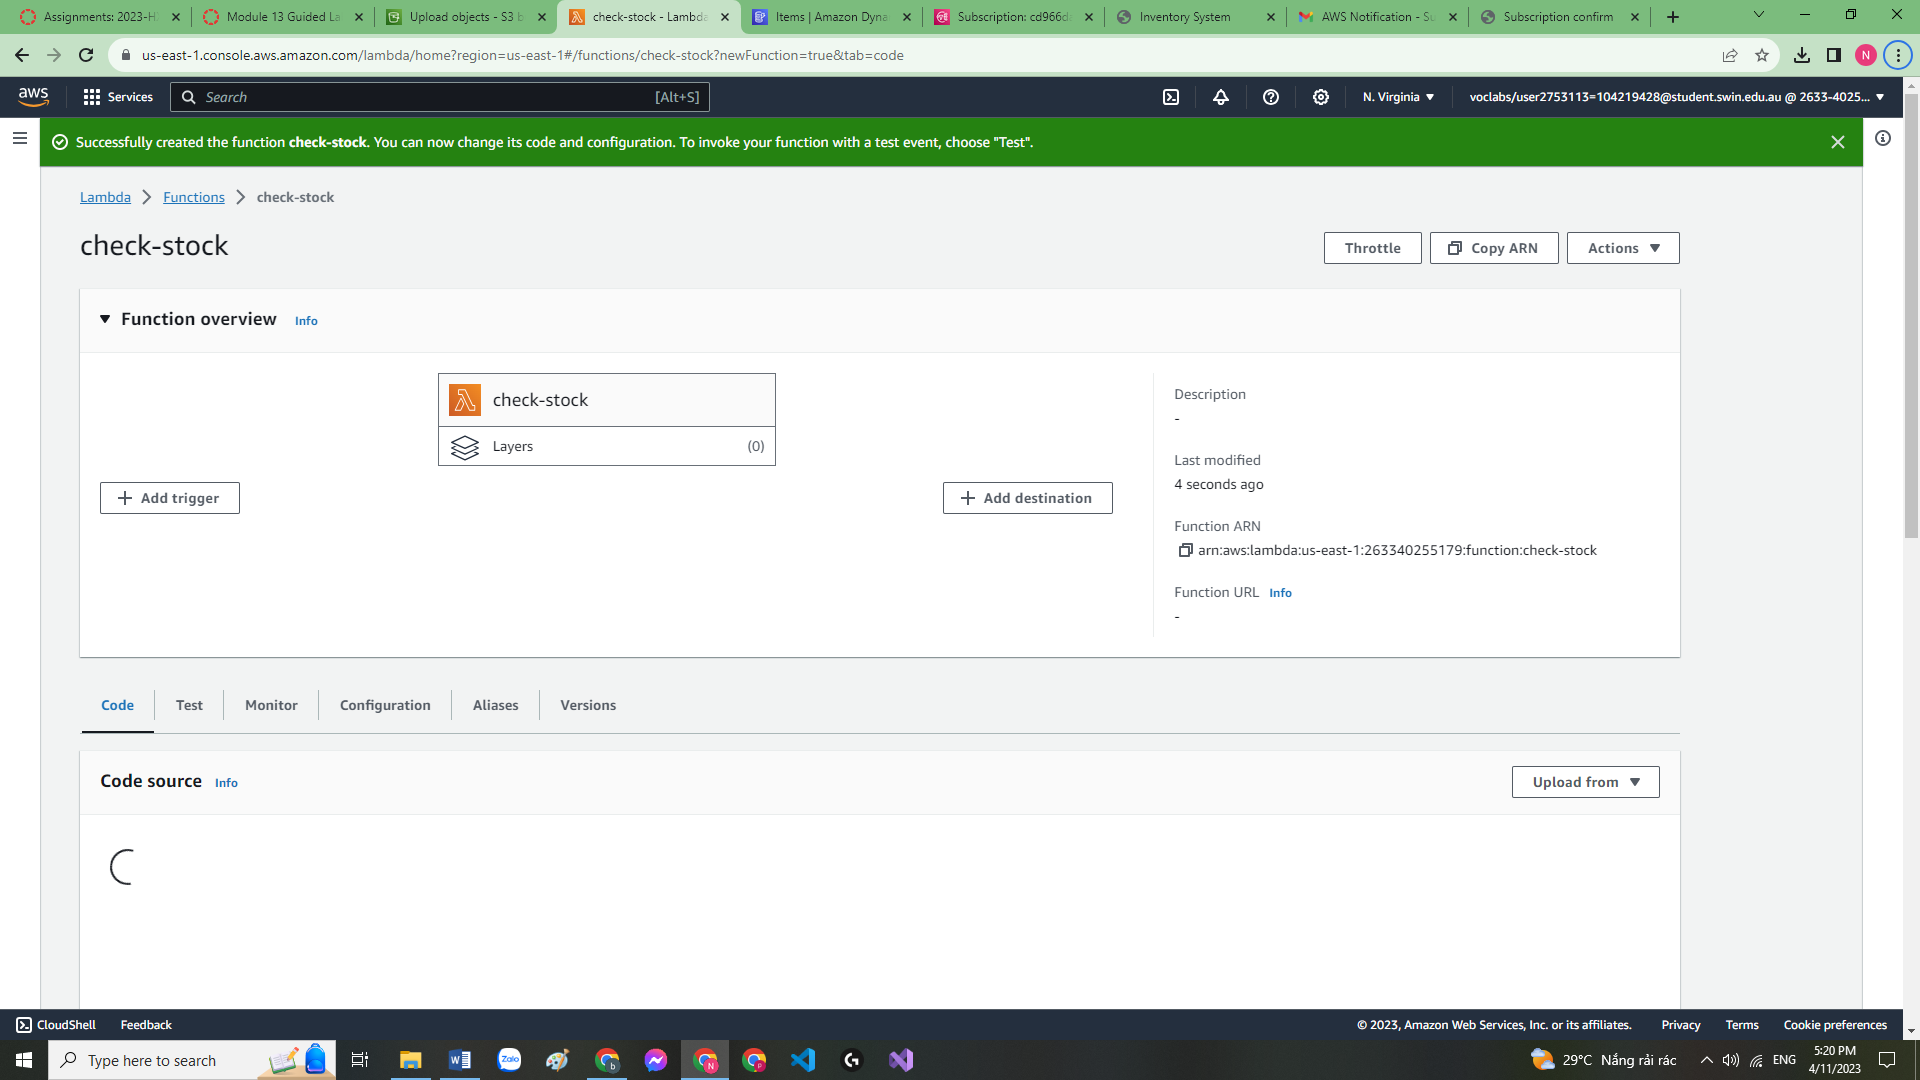 Assignments: 2023-H
Module 13 Guided La
Upload objects - S3 b
check-stock - Lambda
Items | Amazon Dyna
Subscription: cd966d
Inventory System
AWS Notification - Su
Subscription confirm
us-east-1.console.aws.amazon.com/lambda/home?region=us-east-1#/functions/check-stock?newFunction=true&tab=code
N
aws
Services
Search
[Alt+S]
N. Virginia
voclabs/user2753113=104219428@student.swin.edu.au @ 2633-4025...
Successfully created the function check-stock. You can now change its code and configuration. To invoke your function with a test event, choose "Test".
Lambda
Functions
check-stock
check-stock
Throttle
Copy ARN
Actions
Function overview
Info
check-stock
Layers
(0)
Add trigger
Add destination
Description
-
Last modified
4 seconds ago
Function ARN
arn:aws:lambda:us-east-1:263340255179:function:check-stock
Function URL
Info
-
Code
Test
Monitor
Configuration
Aliases
Versions
Code source
Info
Upload from
CloudShell
Feedback
© 2023, Amazon Web Services, Inc. or its affiliates.
Privacy
Terms
Cookie preferences
Type here to search
Zalo
29°C
Nắng rải rác
ENG
5:20 PM
4/11/2023